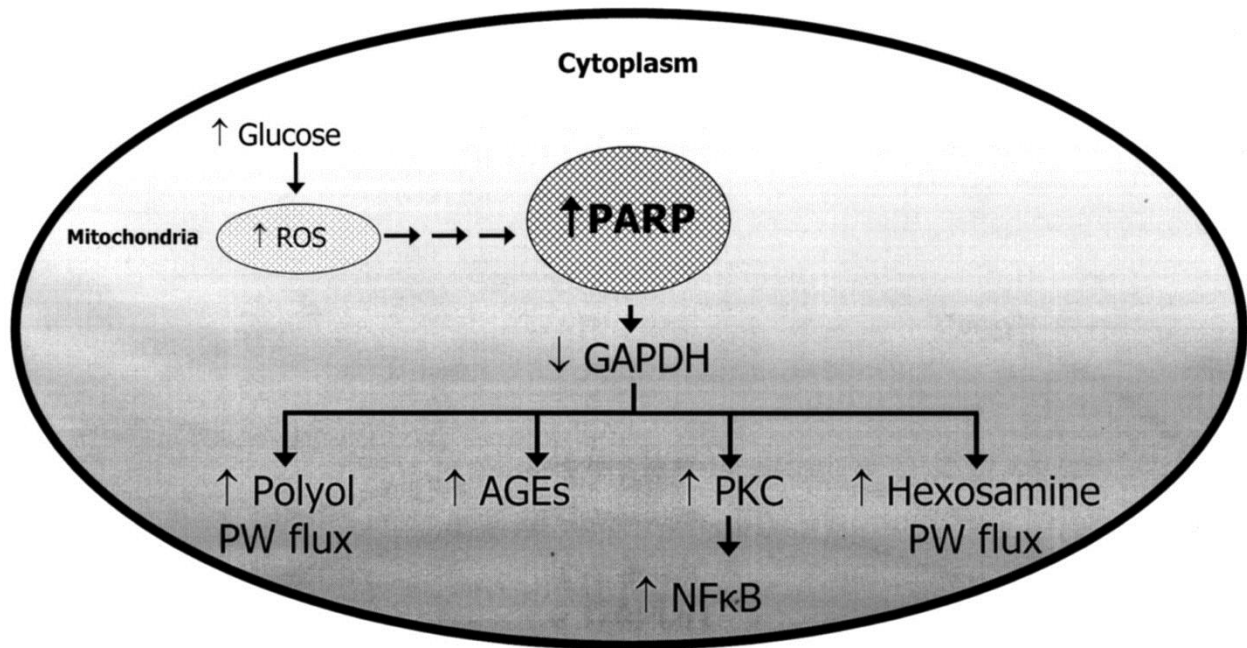 Cytoplasm
↑ Glucose
Mitochondria
↑ ROS
↑PARP
↓ GAPDH
↑ Polyol
PW flux
↑ AGEs
↑ PKC
↑ Hexosamine
PW flux
↑ NFκB